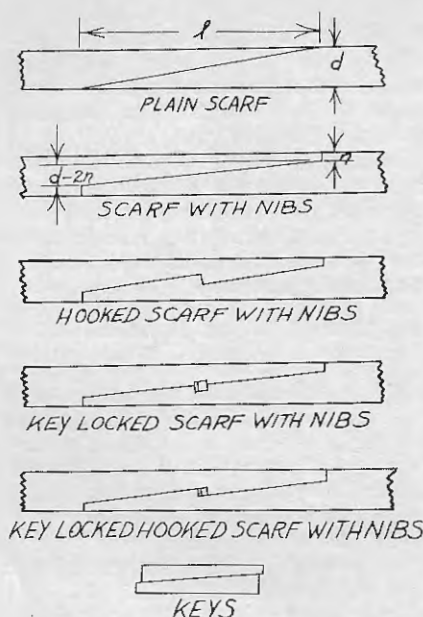 l
d
PLAIN SCARF
n
d-2n
SCARF WITH NIBS
HOOKED SCARF WITH NIBS
KEY LOCKED SCARF WITH NIBS
KEY LOCKED HOOKED SCARF WITH NIBS
KEYS